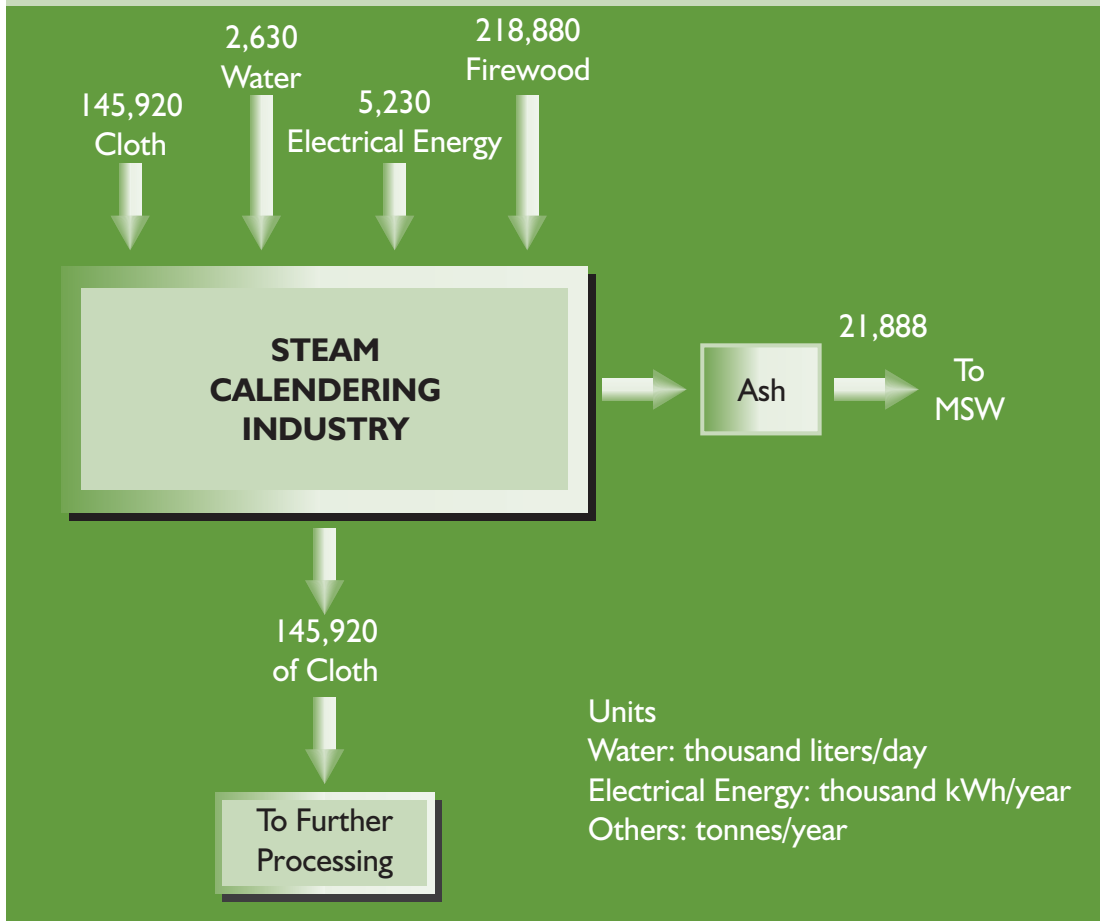 145,920
Cloth
2,630
Water
5,230
Electrical Energy
218,880
Firewood
STEAM
CALENDERING
INDUSTRY
Ash
21,888
To
MSW
145,920
of Cloth
To Further
Processing
Units
Water: thousand liters/day
Electrical Energy: thousand kWh/year
Others: tonnes/year